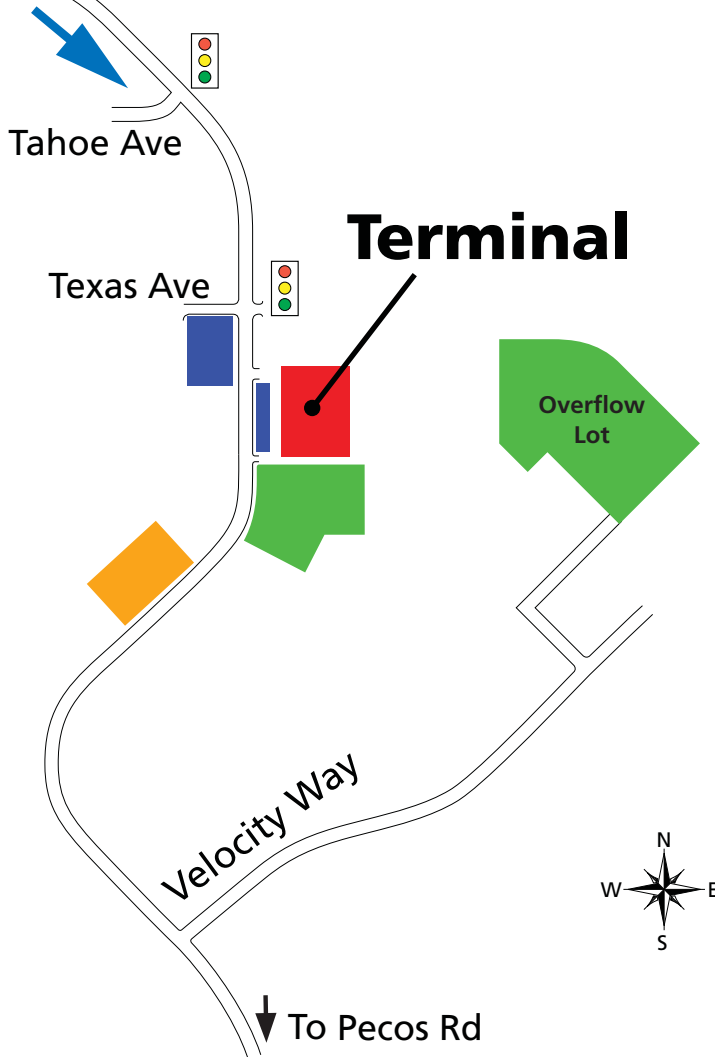 Tahoe Ave
Terminal
Texas Ave
Overflow
Lot
Velocity Way
N
W
E
S
To Pecos Rd